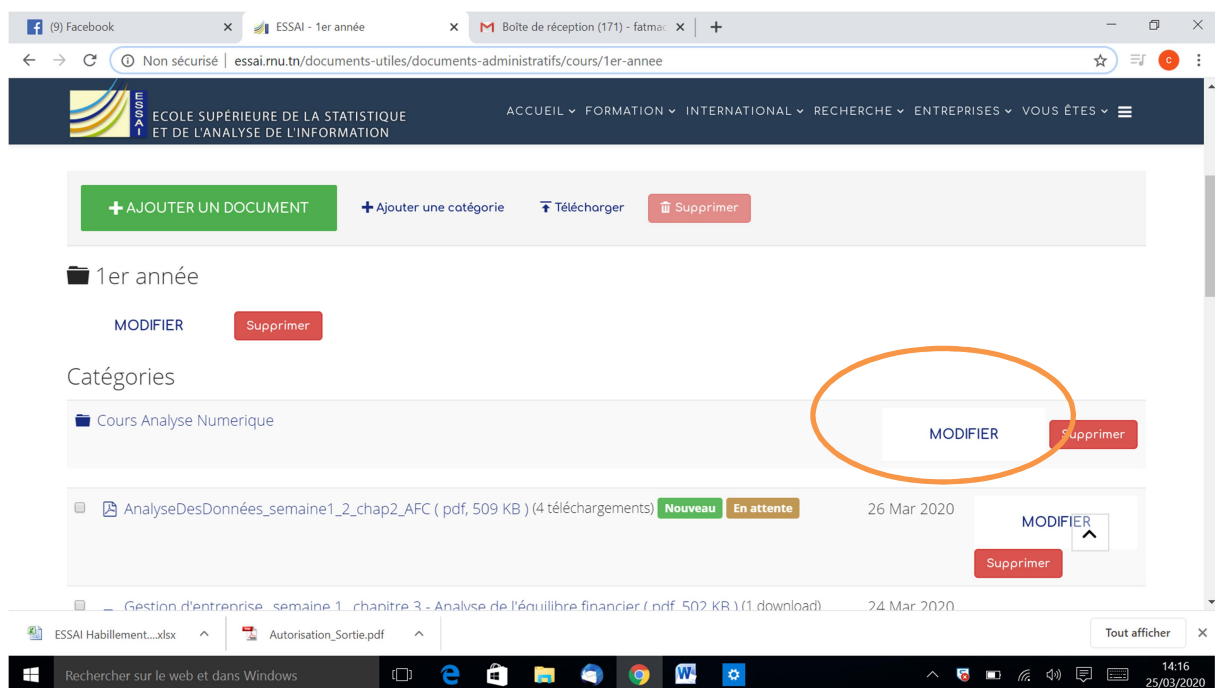 (9) Facebook
ESSAI - 1er année
Boîte de réception (171) - fatmac
Non sécurisé | essai.rnu.tn/documents-utiles/documents-administratifs/cours/1er-annee
C
ESSAI
ECOLE SUPÉRIEURE DE LA STATISTIQUE
ET DE L'ANALYSE DE L'INFORMATION
ACCUEIL FORMATION INTERNATIONAL RECHERCHE ENTREPRISES VOUS ÊTES
+ AJOUTER UN DOCUMENT
+ Ajouter une catégorie
Télécharger
Supprimer
1er année
MODIFIER
Supprimer
Catégories
Cours Analyse Numerique
MODIFIER
Supprimer
AnalyseDesDonnées_semaine1_2_chap2_AFC ( pdf, 509 KB ) (4 téléchargements) Nouveau En attente
26 Mar 2020
MODIFIER
Supprimer
Gestion d'entreprise_ semaine 1_ chapitre 3 - Analyse de l'équilibre financier ( pdf, 502 KB ) (1 download)
24 Mar 2020
ESSAI Habillement....xlsx
Autorisation_Sortie.pdf
Tout afficher
Rechercher sur le web et dans Windows
14:16
25/03/2020